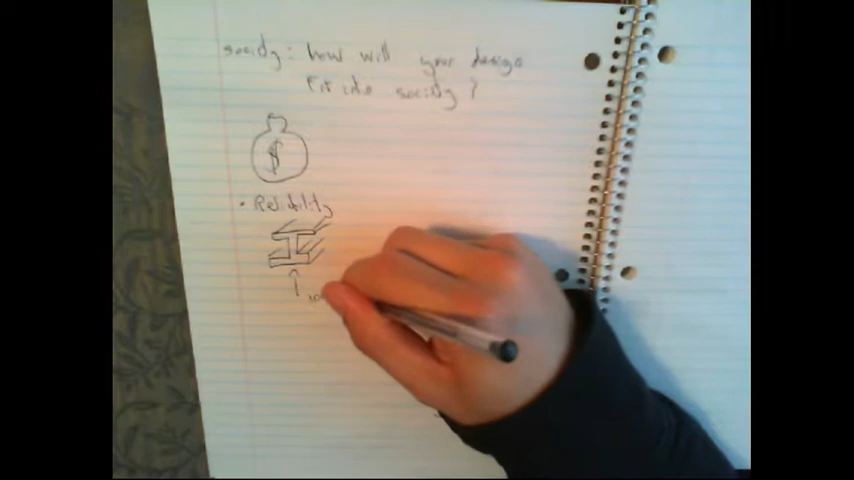 society: how will your design
fit into society?
$
• Reliability